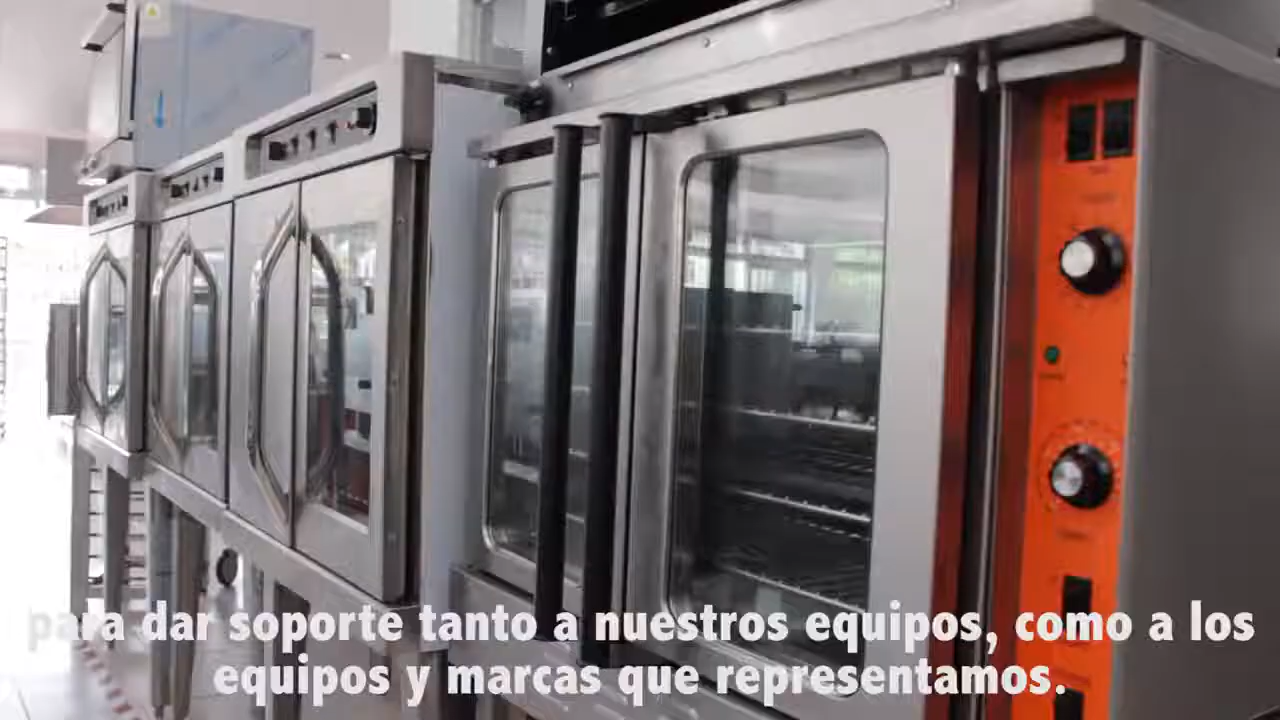 para dar soporte tanto a nuestros equipos, como a los
equipos y marcas que representamos.